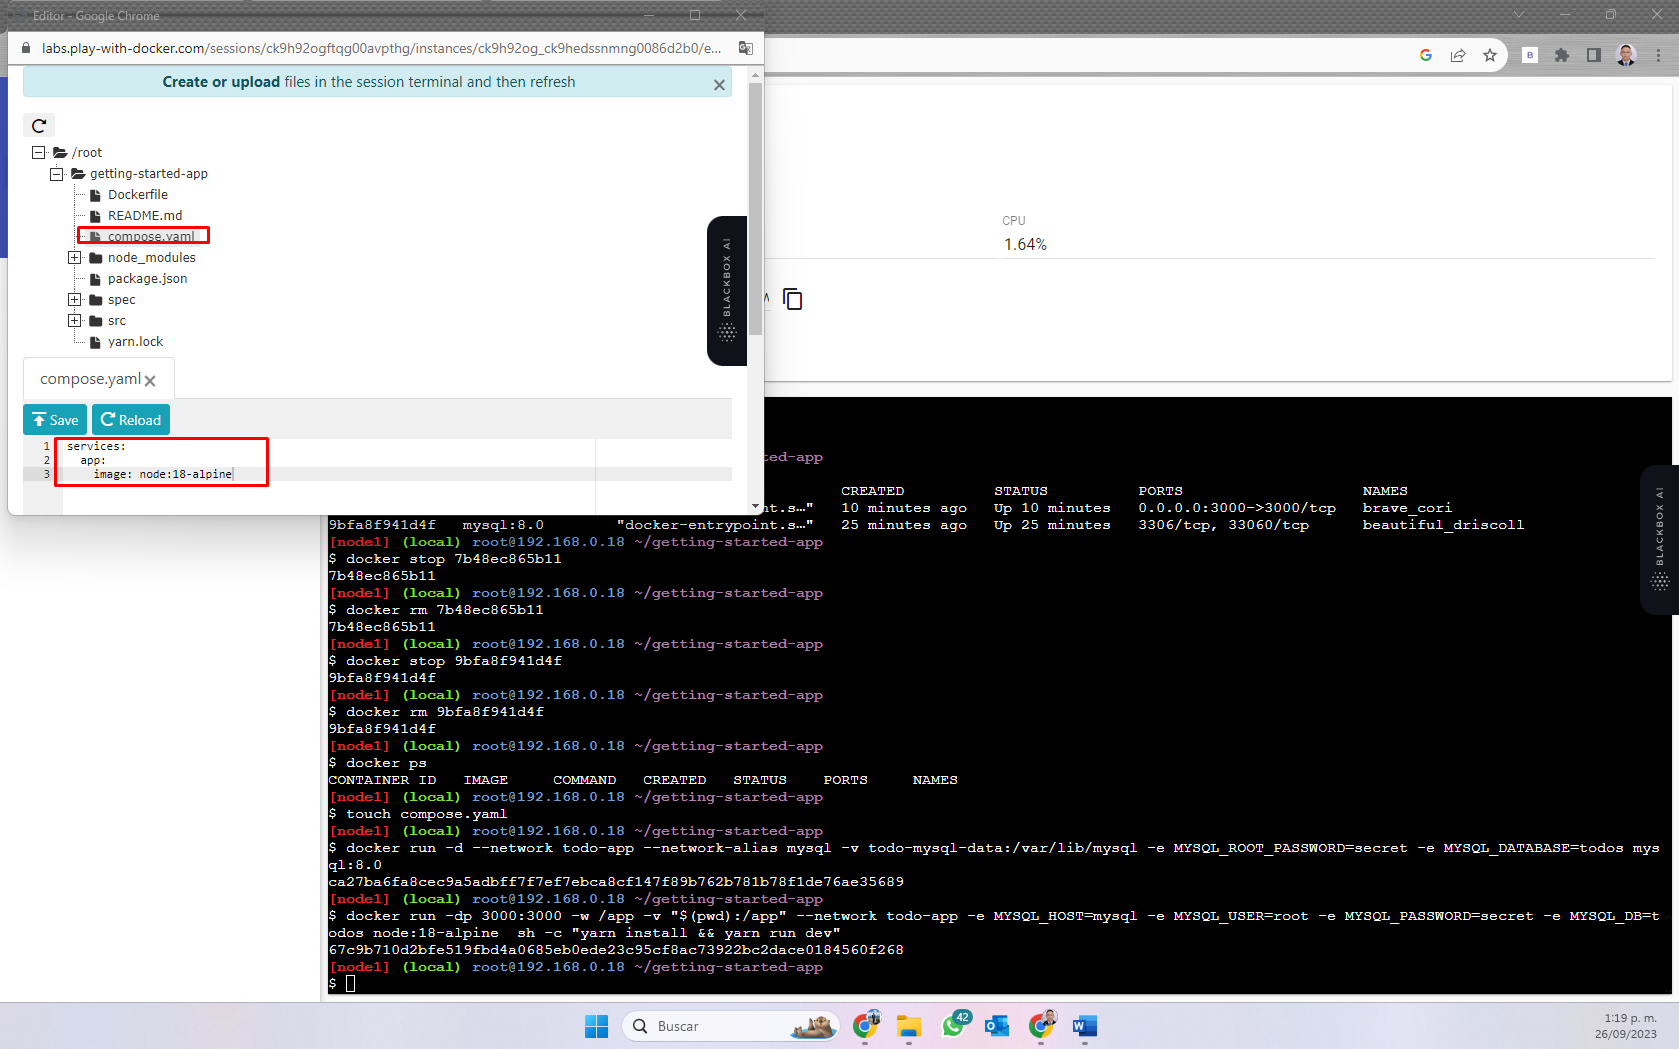 Editor - Google Chrome
labs.play-with-docker.com/sessions/ck9h92ogftqg00avpthg/instances/ck9h92og_ck9hedssnmng0086d2b0/e...
Create or upload files in the session terminal and then refresh
/root
getting-started-app
Dockerfile
README.md
compose.yaml
node_modules
package.json
spec
src
yarn.lock
BLACKBOX AI
CPU
1.64%
compose.yaml
Save
Reload
1 services:
2 app:
3 image: node:18-alpine
ted-app
CREATED STATUS PORTS NAMES
nt.s…" 10 minutes ago Up 10 minutes 0.0.0.0:3000->3000/tcp brave_cori
9bfa8f941d4f mysql:8.0 "docker-entrypoint.s…" 25 minutes ago Up 25 minutes 3306/tcp, 33060/tcp beautiful_driscoll
[node1] (local) root@192.168.0.18 ~/getting-started-app
$ docker stop 7b48ec865b11
7b48ec865b11
[node1] (local) root@192.168.0.18 ~/getting-started-app
$ docker rm 7b48ec865b11
7b48ec865b11
[node1] (local) root@192.168.0.18 ~/getting-started-app
$ docker stop 9bfa8f941d4f
9bfa8f941d4f
[node1] (local) root@192.168.0.18 ~/getting-started-app
$ docker rm 9bfa8f941d4f
9bfa8f941d4f
[node1] (local) root@192.168.0.18 ~/getting-started-app
$ docker ps
CONTAINER ID IMAGE COMMAND CREATED STATUS PORTS NAMES
[node1] (local) root@192.168.0.18 ~/getting-started-app
$ touch compose.yaml
[node1] (local) root@192.168.0.18 ~/getting-started-app
$ docker run -d --network todo-app --network-alias mysql -v todo-mysql-data:/var/lib/mysql -e MYSQL_ROOT_PASSWORD=secret -e MYSQL_DATABASE=todos mys
ql:8.0
ca27ba6fa8cec9a5adbff7f7ef7ebca8cf147f89b762b781b78f1de76ae35689
[node1] (local) root@192.168.0.18 ~/getting-started-app
$ docker run -dp 3000:3000 -w /app -v "$(pwd):/app" --network todo-app -e MYSQL_HOST=mysql -e MYSQL_USER=root -e MYSQL_PASSWORD=secret -e MYSQL_DB=t
odos node:18-alpine sh -c "yarn install && yarn run dev"
67c9b710d2bfe519fbd4a0685eb0ede23c95cf8ac73922bc2dace0184560f268
[node1] (local) root@192.168.0.18 ~/getting-started-app
$
BLACKBOX AI
Buscar
42
1:19 p. m.
26/09/2023